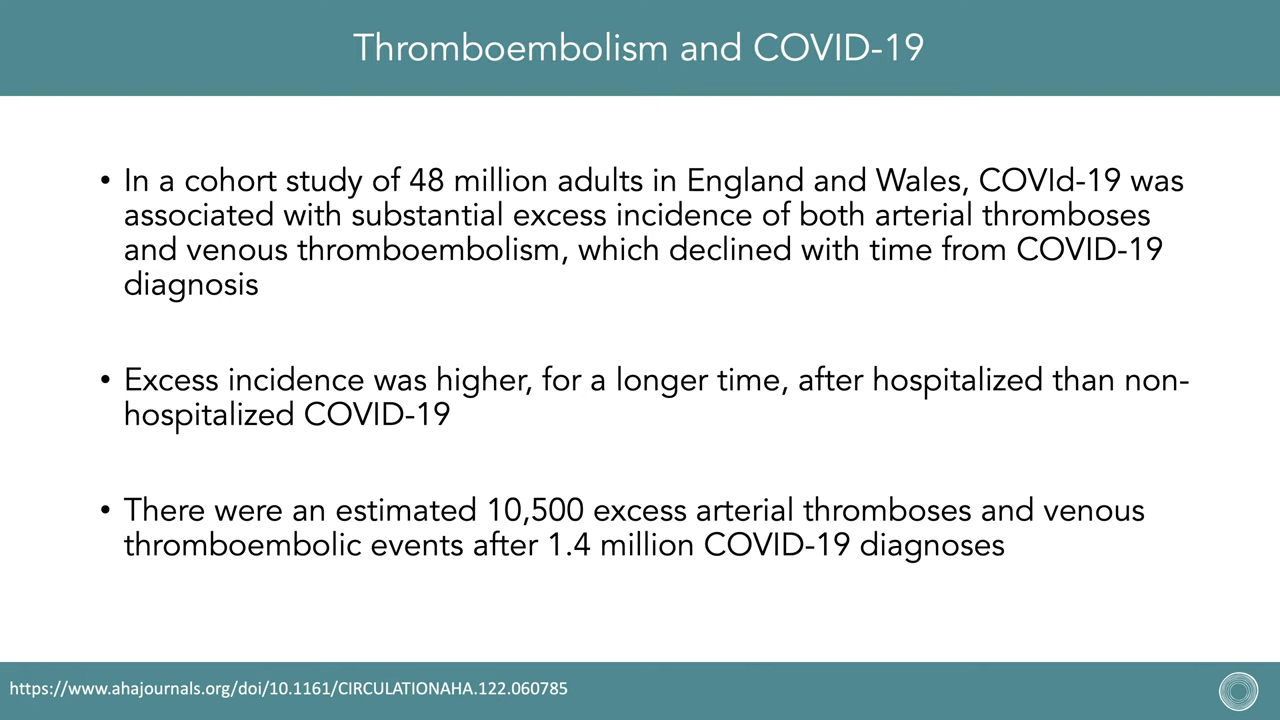 Thromboembolism and COVID-19
• In a cohort study of 48 million adults in England and Wales, COVId-19 was
associated with substantial excess incidence of both arterial thromboses
and venous thromboembolism, which declined with time from COVID-19
diagnosis
• Excess incidence was higher, for a longer time, after hospitalized than non-
hospitalized COVID-19
• There were an estimated 10,500 excess arterial thromboses and venous
thromboembolic events after 1.4 million COVID-19 diagnoses
https://www.ahajournals.org/doi/10.1161/CIRCULATIONAHA.122.060785